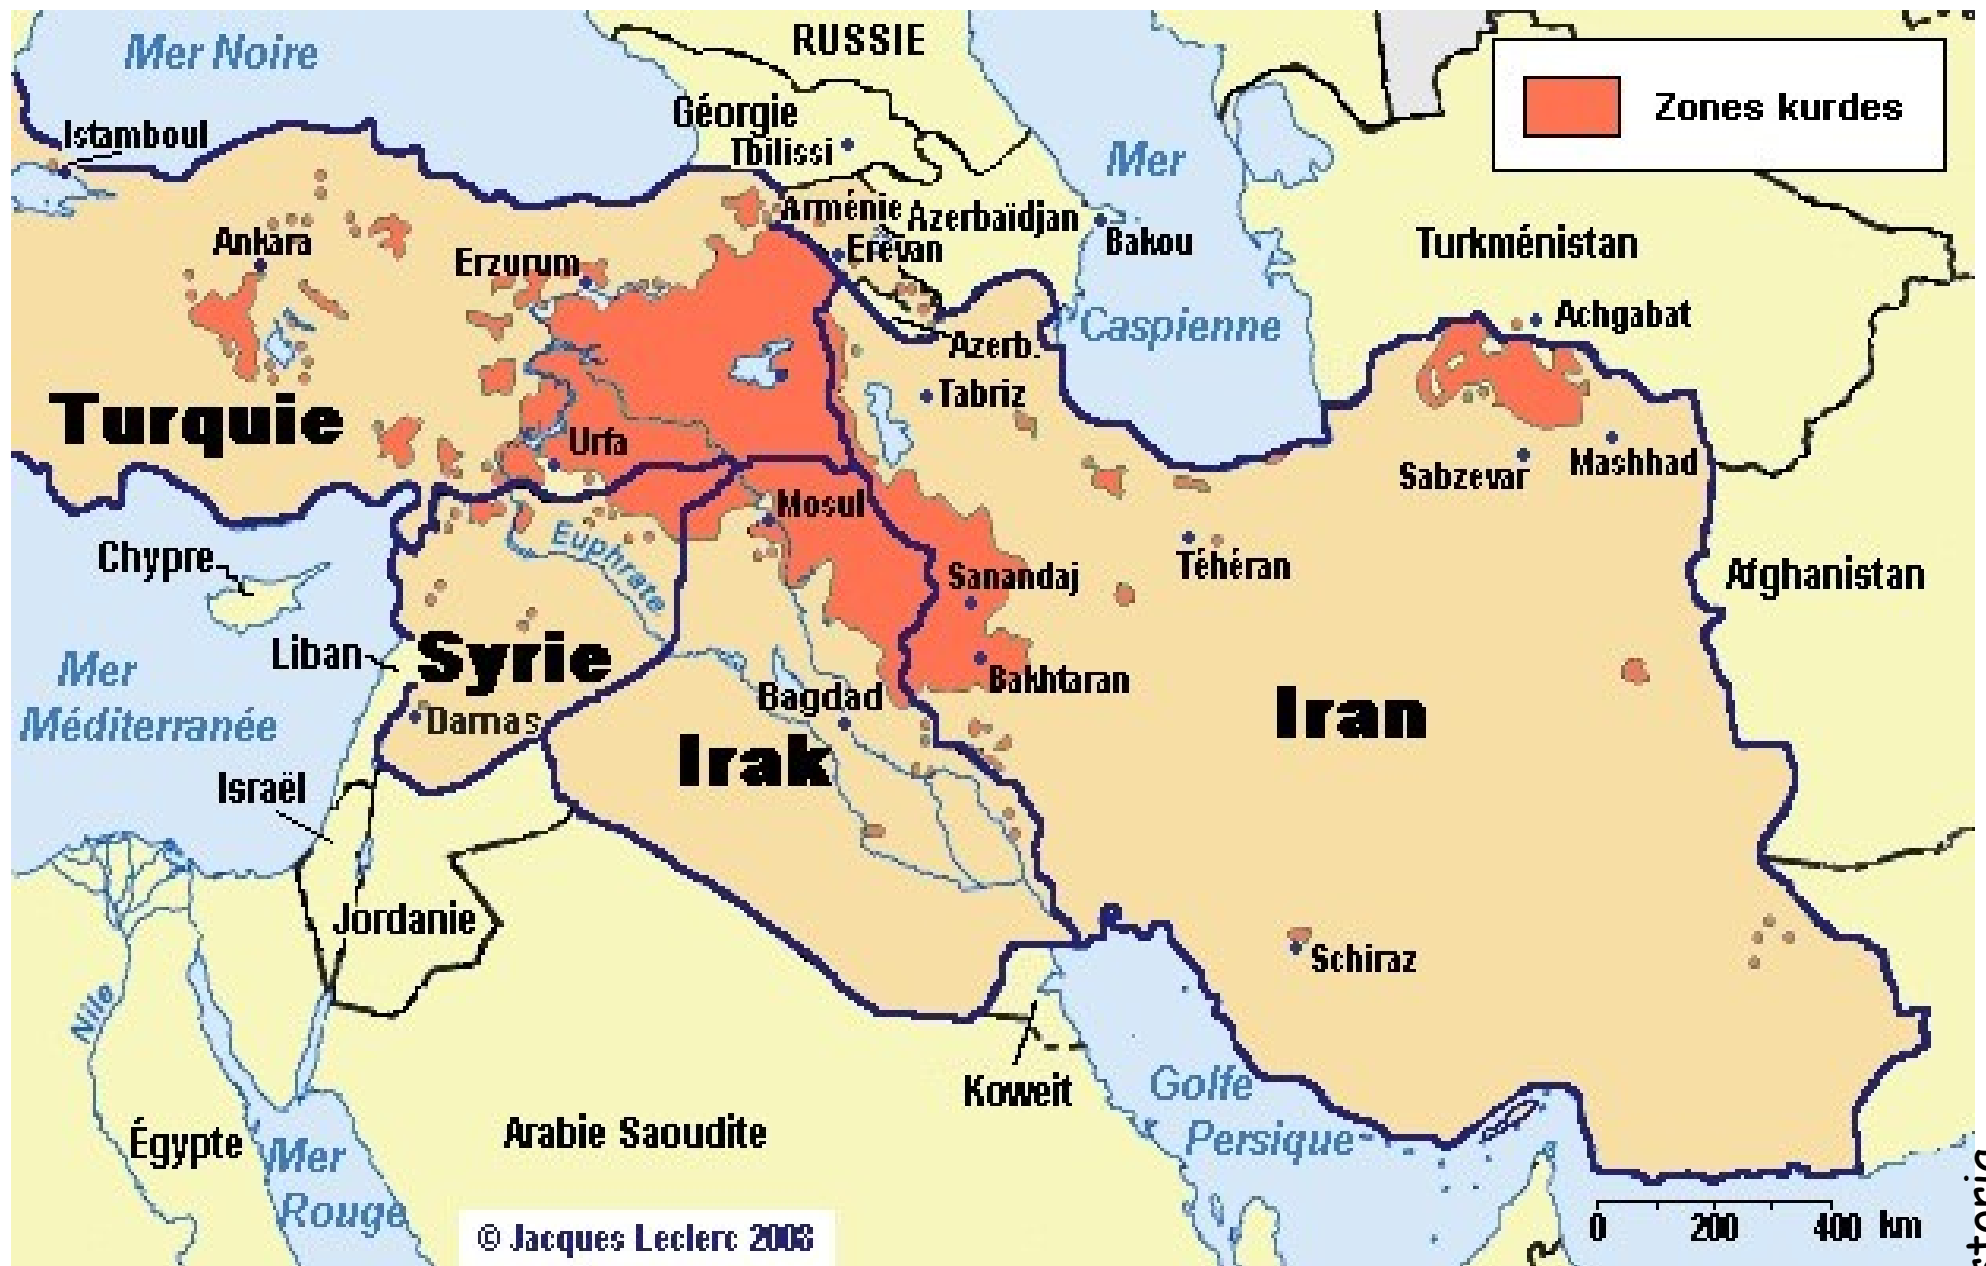 Mer Noire
RUSSIE
Zones kurdes
Géorgie
Tbilissi
Istamboul
Mer
Caspienne
Arménie
Azerbaïdjan
Erévan
Bakou
Turkménistan
Ankara
Erzurum
Achgabat
Azerb.
Tabriz
Turquie
Urfa
Sabzevar
Mashhad
Mosul
Euphrate
Chypre
Sanandaj
Téhéran
Afghanistan
Liban
Syrie
Mer
Méditerranée
Bakhtaran
Bagdad
Damas
Iran
Irak
Israël
Jordanie
Schiraz
Nile
Koweit
Golfe
Persique
Égypte
Arabie Saoudite
Mer
Rouge
0 200 400 km
© Jacques Leclerc 2008